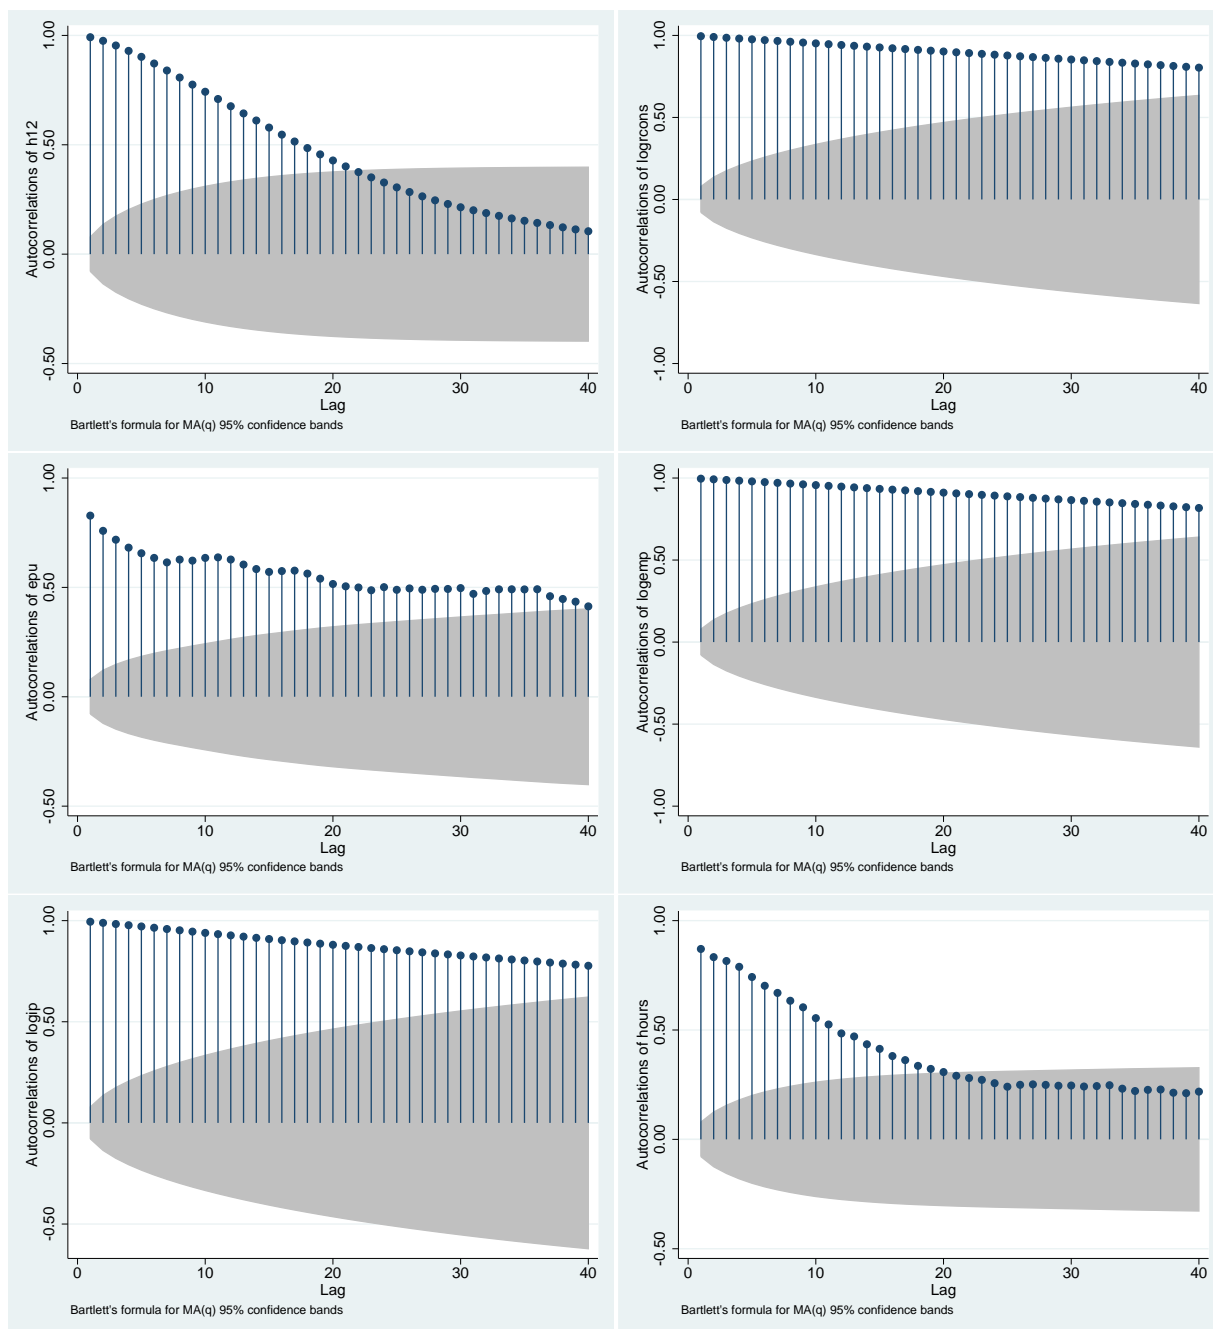 Autocorrelations of h12
1.00
0.50
0.00
-0.50
0 10 20 30 40
Lag
Bartlett's formula for MA(q) 95% confidence bands
Autocorrelations of logrcons
1.00
0.50
0.00
-0.50
-1.00
0 10 20 30 40
Lag
Bartlett's formula for MA(q) 95% confidence bands
Autocorrelations of epu
1.00
0.50
0.00
-0.50
0 10 20 30 40
Lag
Bartlett's formula for MA(q) 95% confidence bands
Autocorrelations of logemp
1.00
0.50
0.00
-0.50
-1.00
0 10 20 30 40
Lag
Bartlett's formula for MA(q) 95% confidence bands
Autocorrelations of logip
1.00
0.50
0.00
-0.50
0 10 20 30 40
Lag
Bartlett's formula for MA(q) 95% confidence bands
Autocorrelations of hours
1.00
0.50
0.00
-0.50
0 10 20 30 40
Lag
Bartlett's formula for MA(q) 95% confidence bands